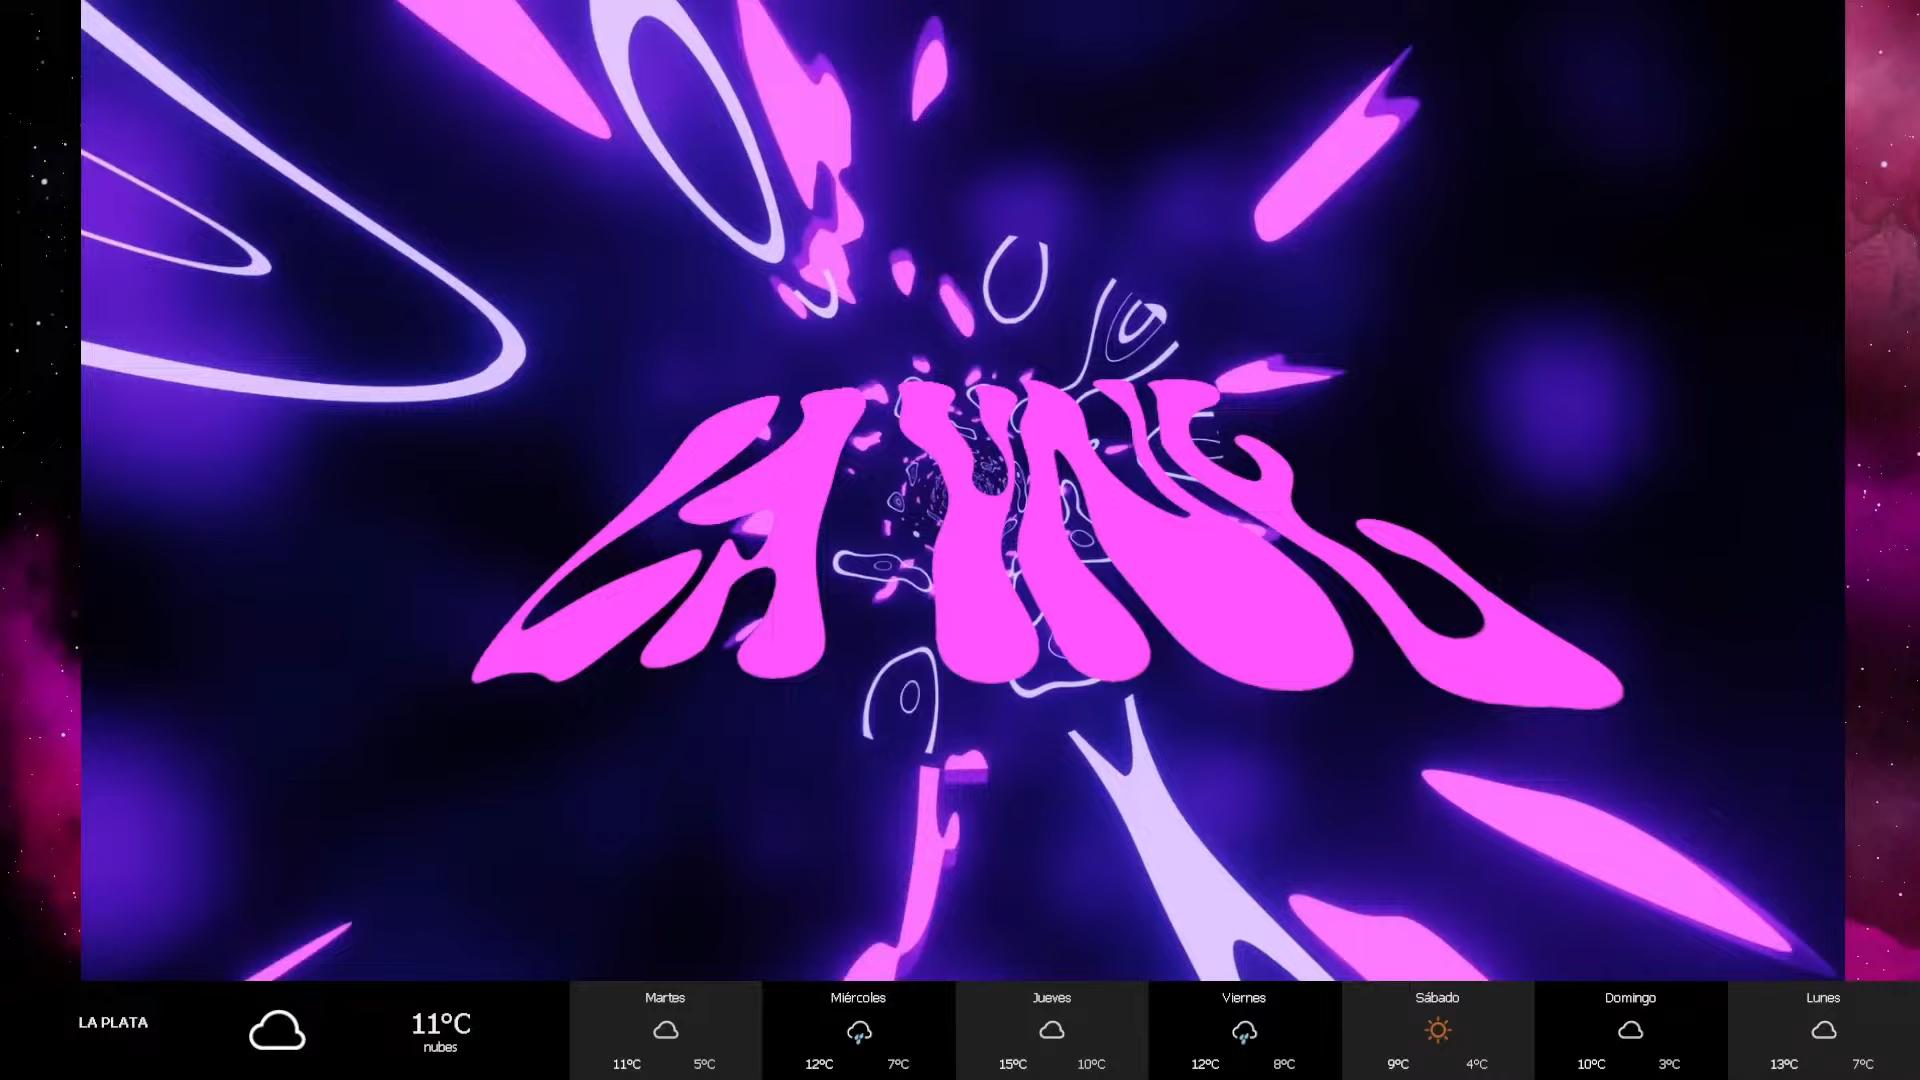 LA PLATA
11°C
nubes
Martes
11°C 5°C
Miércoles
12°C 7°C
Jueves
15°C 10°C
Viernes
12°C 8°C
Sábado
9°C 4°C
Domingo
10°C 3°C
Lunes
13°C 7°C